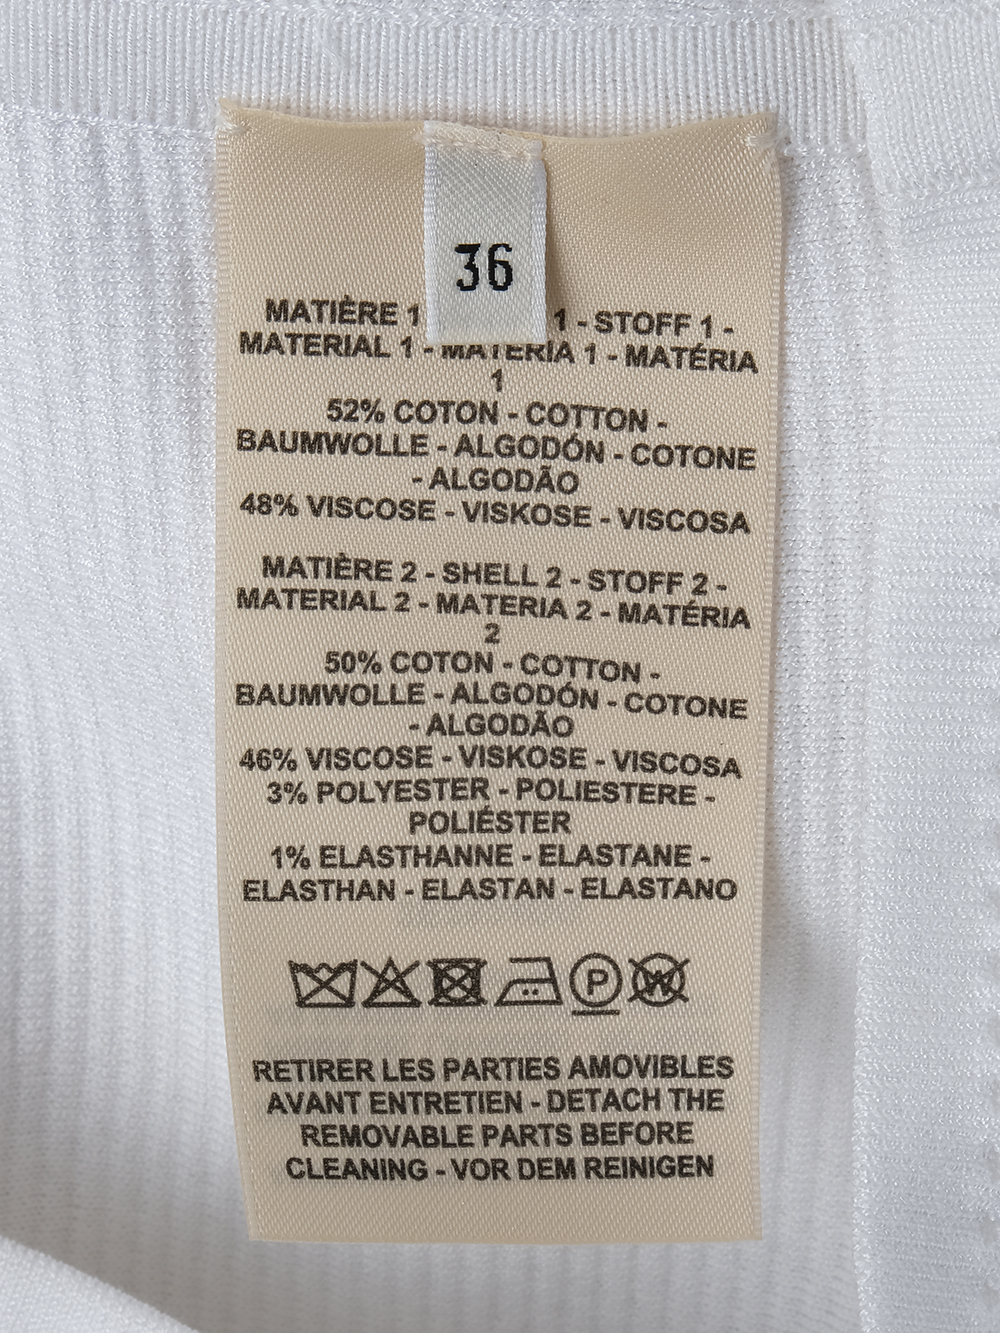 36
MATIÈRE 1 1 - STOFF 1 -
MATERIAL 1 - MATERIA 1 - MATÉRIA
1
52% COTON - COTTON -
BAUMWOLLE - ALGODÓN - COTONE
- ALGODÃO
48% VISCOSE - VISKOSE - VISCOSA
MATIÈRE 2 - SHELL 2 - STOFF 2 -
MATERIAL 2 - MATERIA 2 - MATÉRIA
2
50% COTON - COTTON -
BAUMWOLLE - ALGODÓN - COTONE
- ALGODÃO
46% VISCOSE - VISKOSE - VISCOSA
3% POLYESTER - POLIESTERE -
POLIÉSTER
1% ELASTHANNE - ELASTANE -
ELASTHAN - ELASTAN - ELASTANO
P W
RETIRER LES PARTIES AMOVIBLES
AVANT ENTRETIEN - DETACH THE
REMOVABLE PARTS BEFORE
CLEANING - VOR DEM REINIGEN